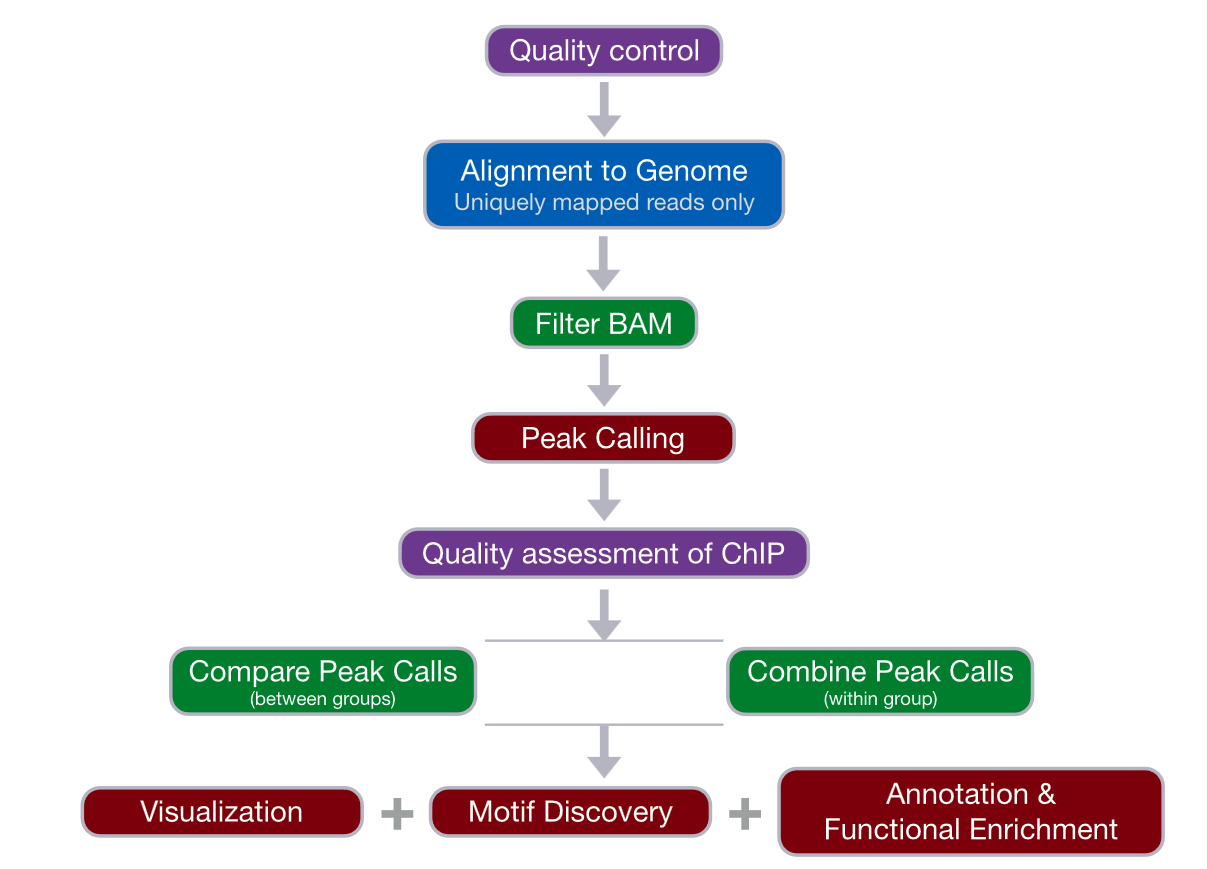 Quality control
Alignment to Genome
Uniquely mapped reads only
Filter BAM
Peak Calling
Quality assessment of ChIP
Compare Peak Calls
(between groups)
Combine Peak Calls
(within group)
Visualization
+
Motif Discovery
+
Annotation &
Functional Enrichment